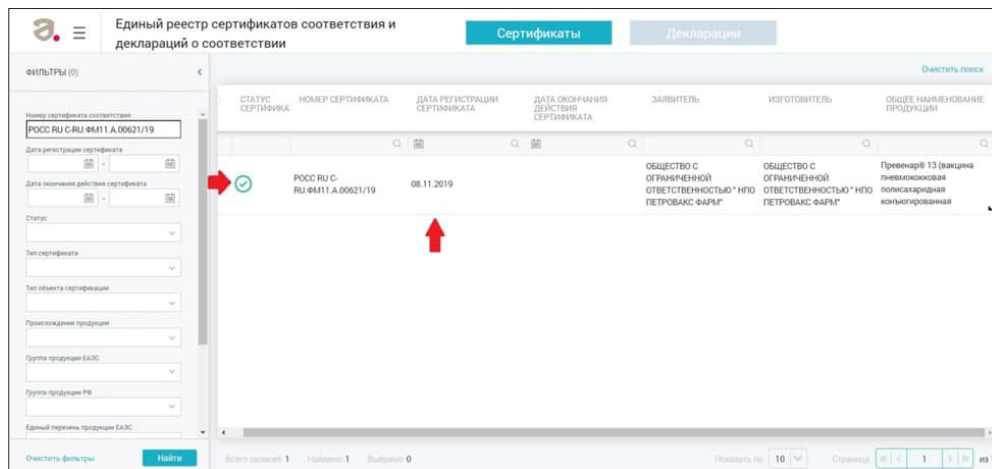 Единый реестр сертификатов соответствия и
деклараций о соответствии
Сертификаты
Декларации
ФИЛЬТРЫ (0)
Очистить поиск
Номер сертификата соответствия
РОСС RU С-RU.ФМ11.А.00621/19
Дата регистрации сертификата
-
Дата окончания действия сертификата
-
Статус
Тип сертификата
Тип объекта сертификации
Происхождение продукции
Группа продукции ЕАЭС
Группа продукции РФ
Единый перечень продукции ЕАЭС
Очистить фильтры
Найти
СТАТУС
СЕРТИФИКА
НОМЕР СЕРТИФИКАТА
ДАТА РЕГИСТРАЦИИ
СЕРТИФИКАТА
ДАТА ОКОНЧАНИЯ
ДЕЙСТВИЯ
СЕРТИФИКАТА
ЗАЯВИТЕЛЬ
ИЗГОТОВИТЕЛЬ
ОБЩЕЕ НАИМЕНОВАНИЕ
ПРОДУКЦИИ
РОСС RU С-
RU.ФМ11.А.00621/19
08.11.2019
ОБЩЕСТВО С
ОГРАНИЧЕННОЙ
ОТВЕТСТВЕННОСТЬЮ " НПО
ПЕТРОВАКС ФАРМ"
ОБЩЕСТВО С
ОГРАНИЧЕННОЙ
ОТВЕТСТВЕННОСТЬЮ " НПО
ПЕТРОВАКС ФАРМ"
Превенар® 13 (вакцина
пневмококковая
полисахаридная
конъюгированная
Всего записей: 1 Найдено: 1 Выбрано: 0
Показать по 10
Страница 1 из